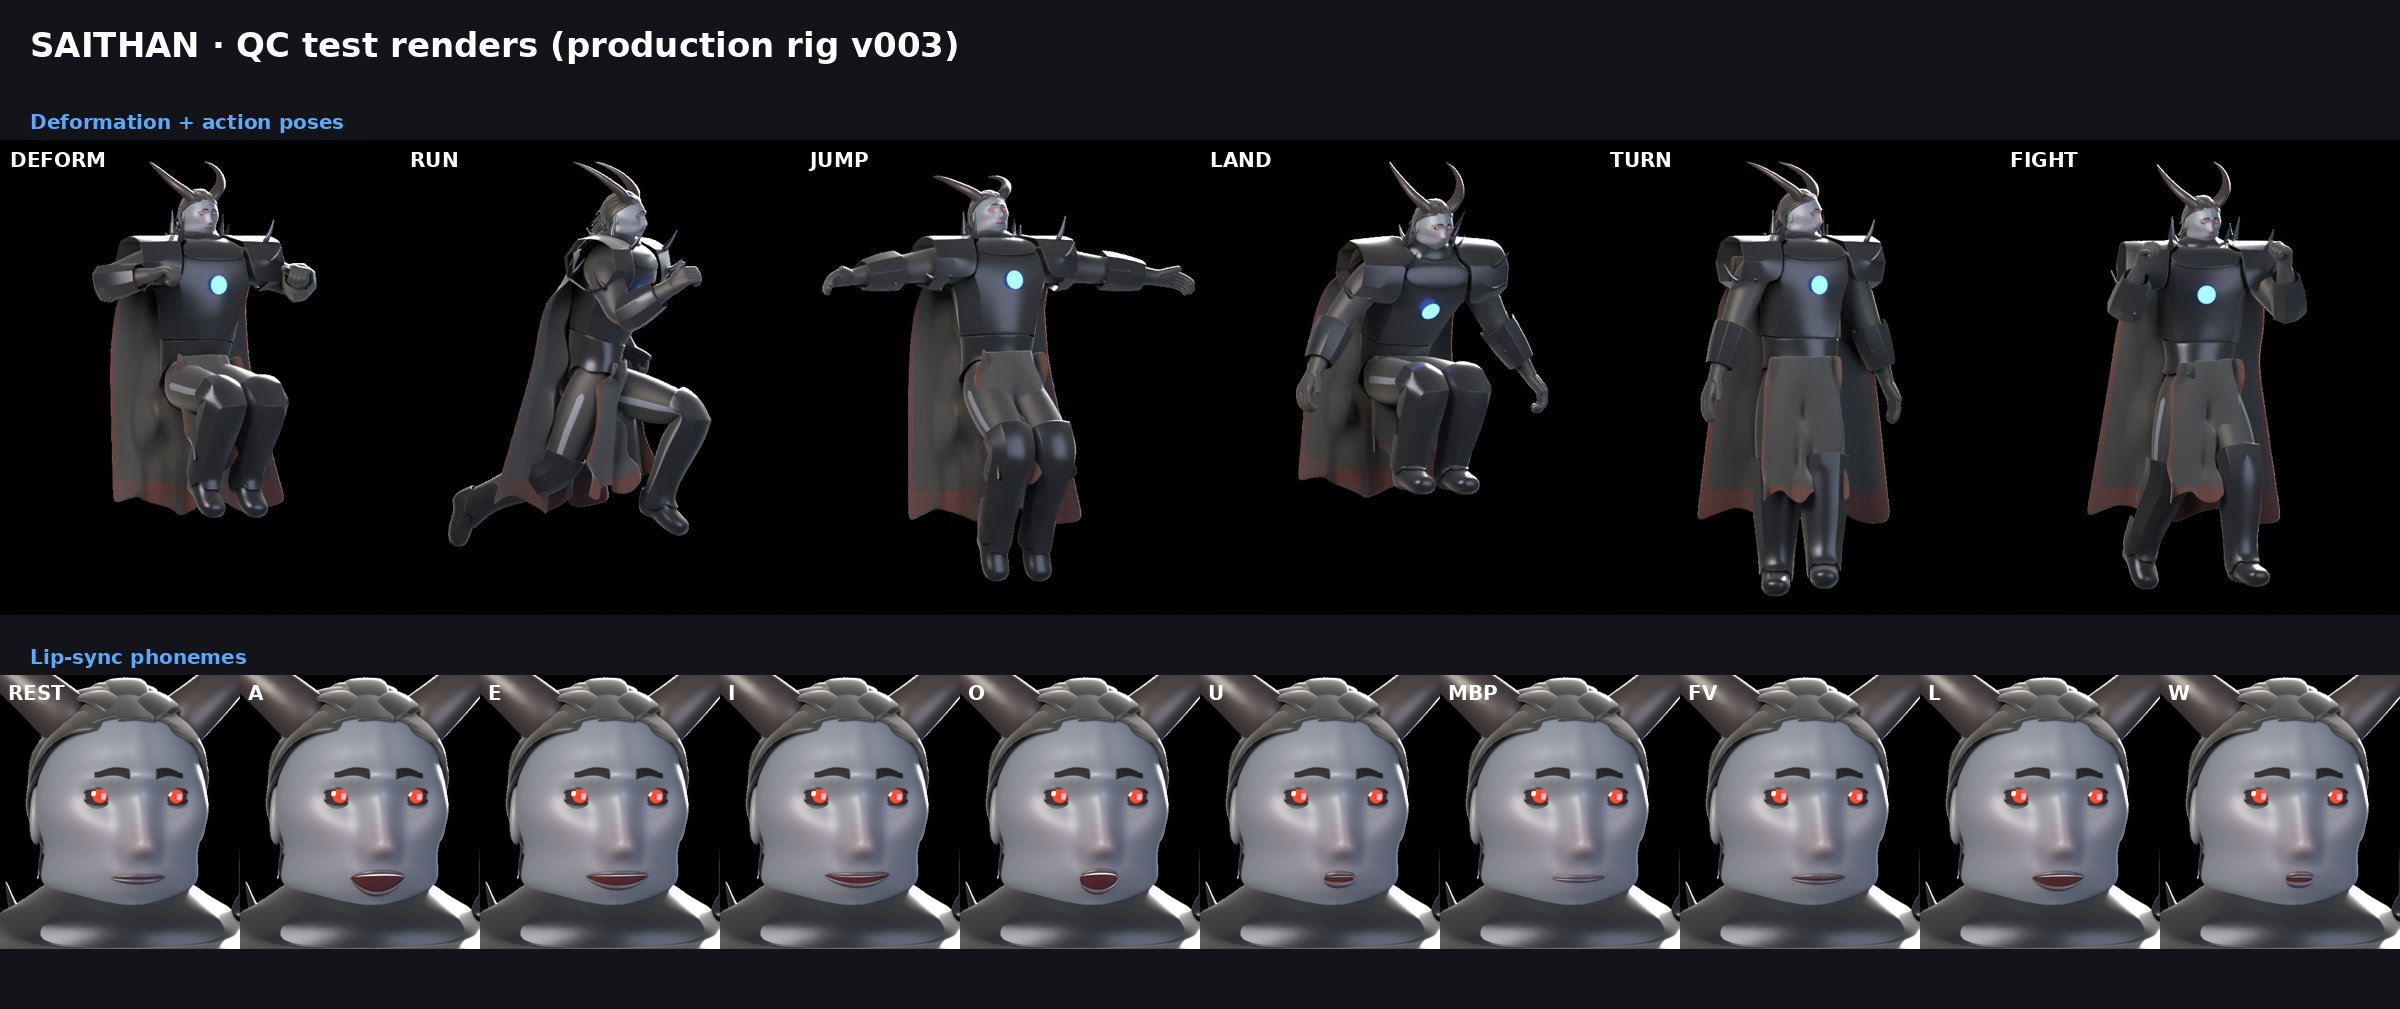 SAITHAN · QC test renders (production rig v003)
Deformation + action poses
DEFORM RUN JUMP LAND TURN FIGHT
Lip-sync phonemes
REST A E I O U MBP FV L W